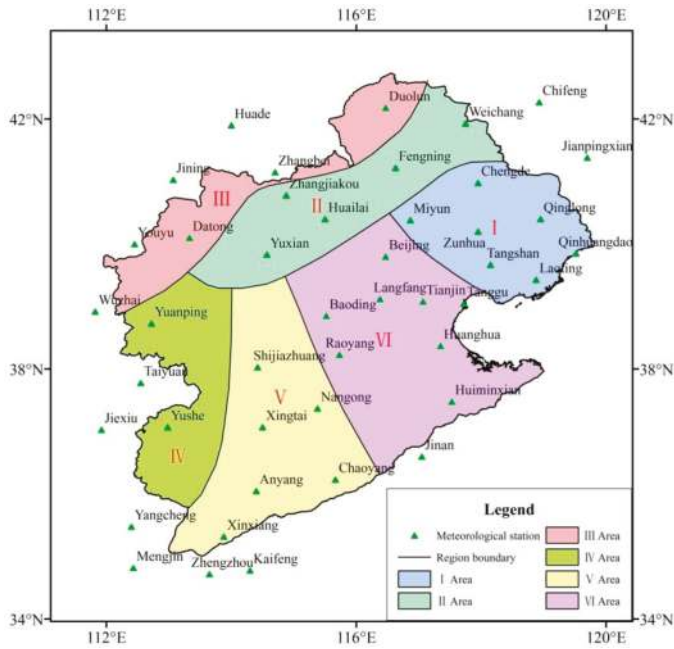 112°E 116°E 120°E
Duolun
Chifeng
42°N 42°N
Huade
Weichang
Jianpingxian
Zhangbei
Fengning
Jining
Chengde
III
Zhangjiakou
II
Huailai
Miyun
I
Qinglong
Youyu
Datong
Zunhua
Yuxian
Beijing
Tangshan
Qinhuangdao
Laoting
Wuzhai
Langfang
Tianjin
Tanggu
Yuanping
Baoding
VI
Raoyang
Huanghua
38°N 38°N
Taiyuan
Shijiazhuang
Jiexiu
Yushe
V
Nangong
Huiminxian
Xingtai
IV
Jinan
Anyang
Chaoyang
Yangcheng
Xinxiang
Mengjin
Zhengzhou
Kaifeng
Legend
Meteorological station
Region boundary
I Area
II Area
III Area
IV Area
V Area
VI Area
34°N 34°N
112°E 116°E 120°E